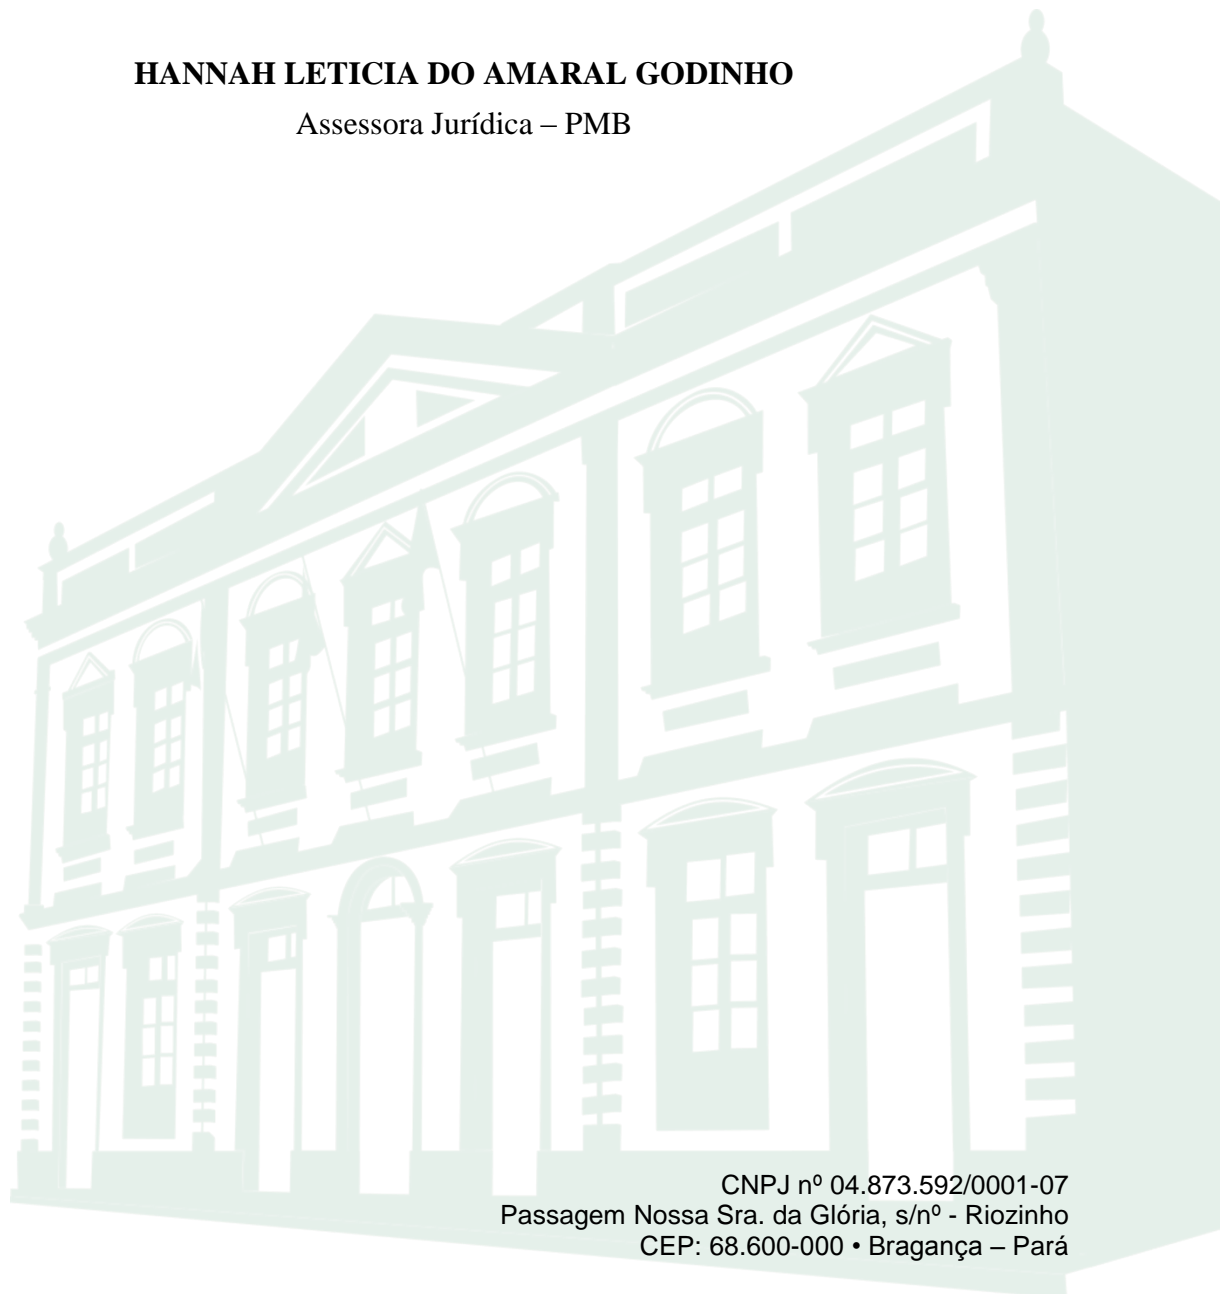 HANNAH LETICIA DO AMARAL GODINHO
Assessora Jurídica – PMB
CNPJ nº 04.873.592/0001-07
Passagem Nossa Sra. da Glória, s/nº - Riozinho
CEP: 68.600-000 • Bragança – Pará